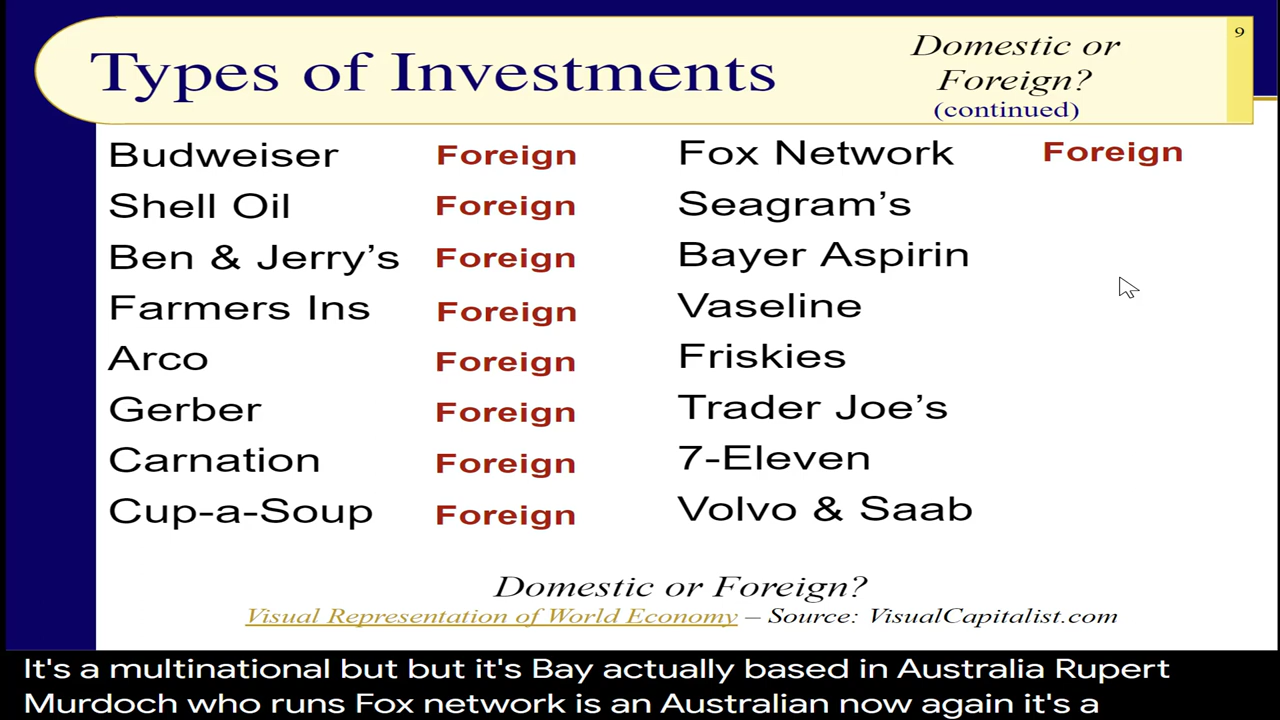 Types of Investments
Domestic or
Foreign?
(continued)
9
Budweiser Foreign
Shell Oil Foreign
Ben & Jerry's Foreign
Farmers Ins Foreign
Arco Foreign
Gerber Foreign
Carnation Foreign
Cup-a-Soup Foreign
Fox Network Foreign
Seagram's
Bayer Aspirin
Vaseline
Friskies
Trader Joe's
7-Eleven
Volvo & Saab
Domestic or Foreign?
Visual Representation of World Economy – Source: VisualCapitalist.com
It's a multinational but but it's Bay actually based in Australia Rupert
Murdoch who runs Fox network is an Australian now again it's a